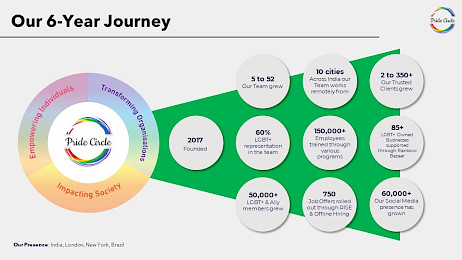 Our 6-Year Journey
Pride Circle
Empowering Individuals
Transforming Organisations
Impacting Society
Pride Circle
2017
Founded
5 to 52
Our Team grew
10 cities
Across India our
Team works
remotely from
2 to 350+
Our Trusted
Clients grew
60%
LGBT+
representation
in the team
150,000+
Employees
trained through
various
programs
85+
LGBT+ Owned
Businesses
supported
through Rainbow
Bazaar
50,000+
LGBT+ & Ally
members grew
750
Job Offers rolled
out through RISE
& Offline Hiring
60,000+
Our Social Media
presence has
grown
Our Presence: India, London, New York, Brazil